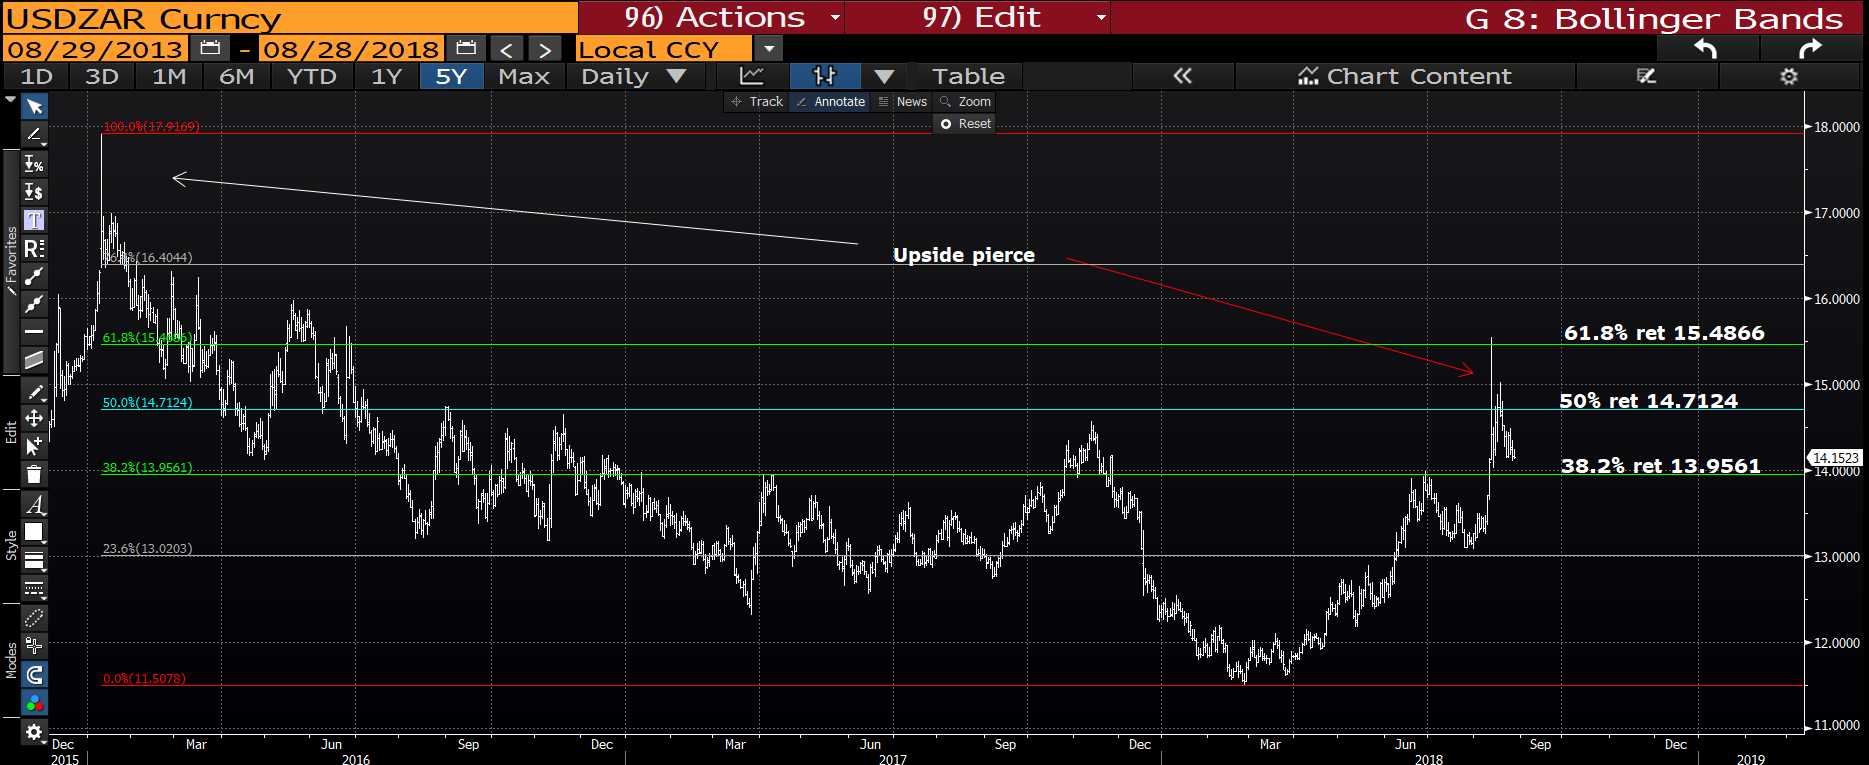 USDZAR Curncy 96) Actions 97) Edit G 8: Bollinger Bands
08/29/2013 - 08/28/2018 < > Local CCY
1D 3D 1M 6M YTD 1Y 5Y Max Daily Table << Chart Content
Track Annotate News Zoom
Reset
100.0%(17.9169)
18.0000
17.0000
Upside pierce
(16.4044)
16.0000
61.8% ret 15.4866
61.8%
15.0000
50% ret 14.7124
50.0%(14.7124)
14.1523
38.2% ret 13.9561
38.2%(13.9561)
14.0000
23.6%(13.0203)
13.0000
12.0000
0.0%(11.5078)
11.0000
Favorites
Edit
Style
Modes
% 
$
T
R
A
Dec Mar Jun Sep Dec Mar Jun Sep Dec Mar Jun Sep Dec
2015 2016 2017 2018 2019